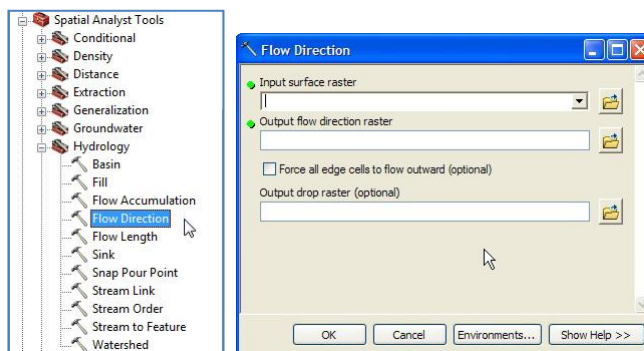 Spatial Analyst Tools
Conditional
Density
Distance
Extraction
Generalization
Groundwater
Hydrology
Basin
Fill
Flow Accumulation
Flow Direction
Flow Length
Sink
Snap Pour Point
Stream Link
Stream Order
Stream to Feature
Watershed
Flow Direction
Input surface raster
Output flow direction raster
Force all edge cells to flow outward (optional)
Output drop raster (optional)
OK Cancel Environments... Show Help >>